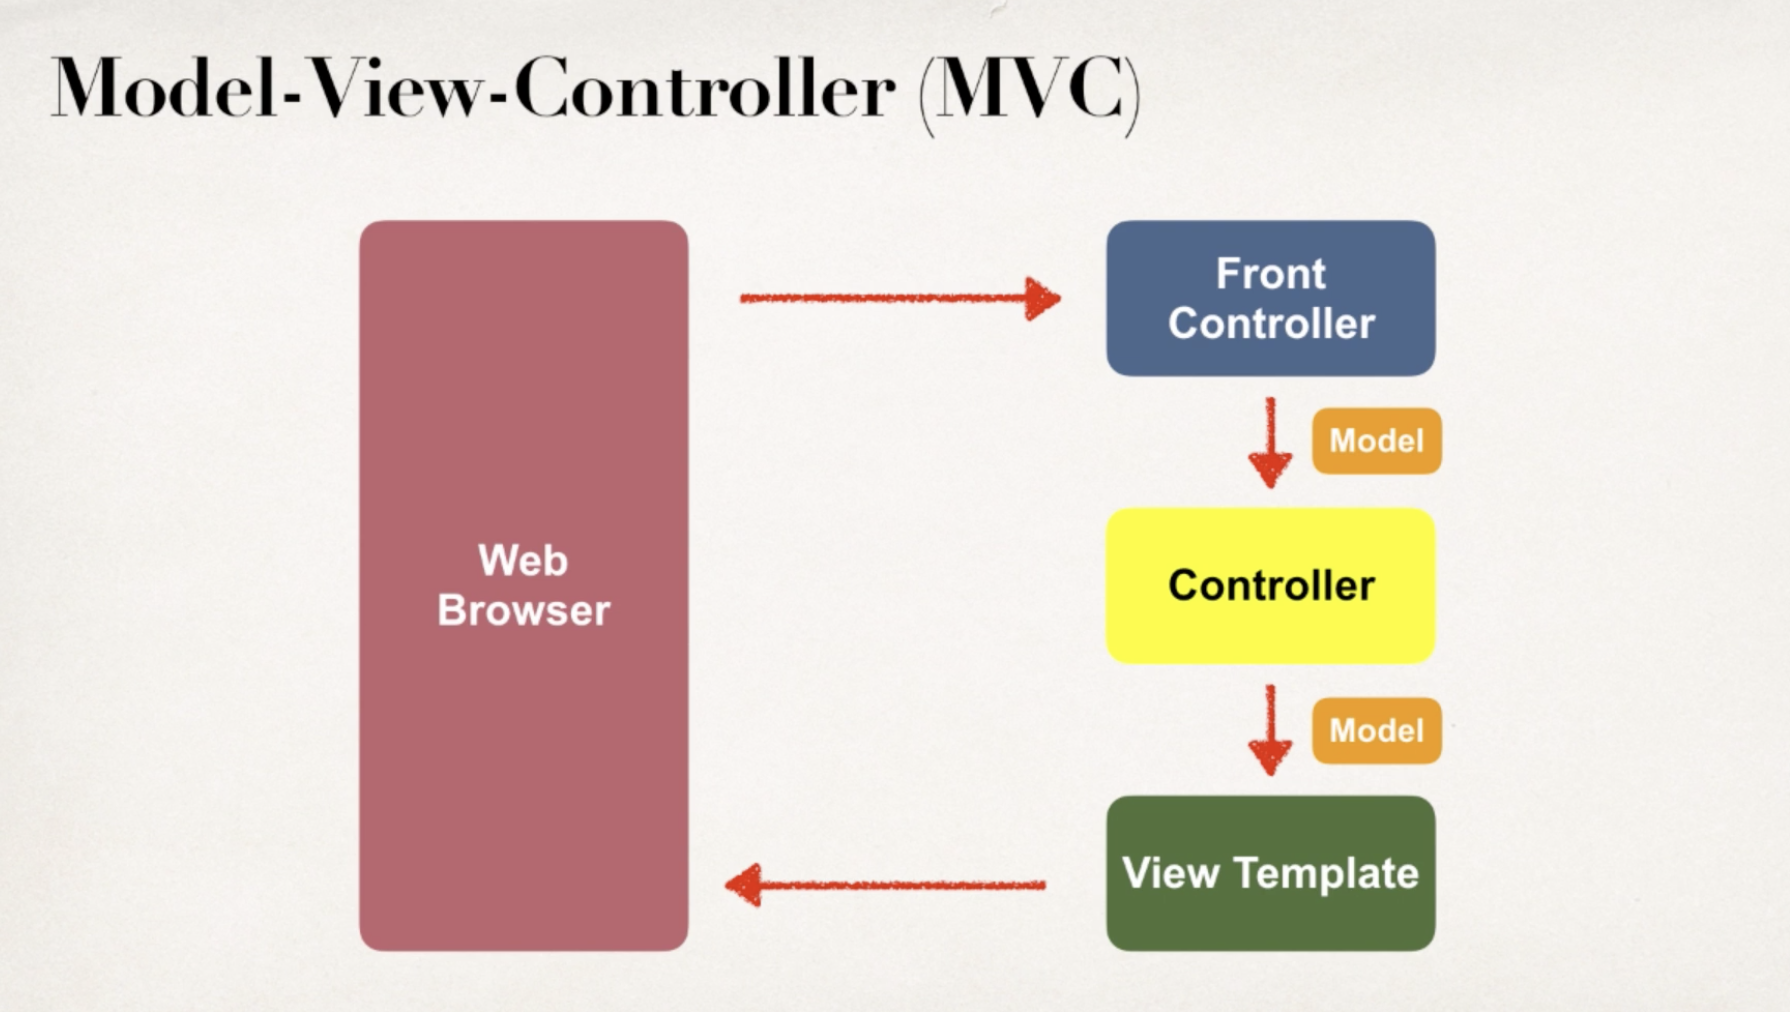 Model-View-Controller (MVC)
Front
Controller
Model
Web
Browser
Controller
Model
View Template